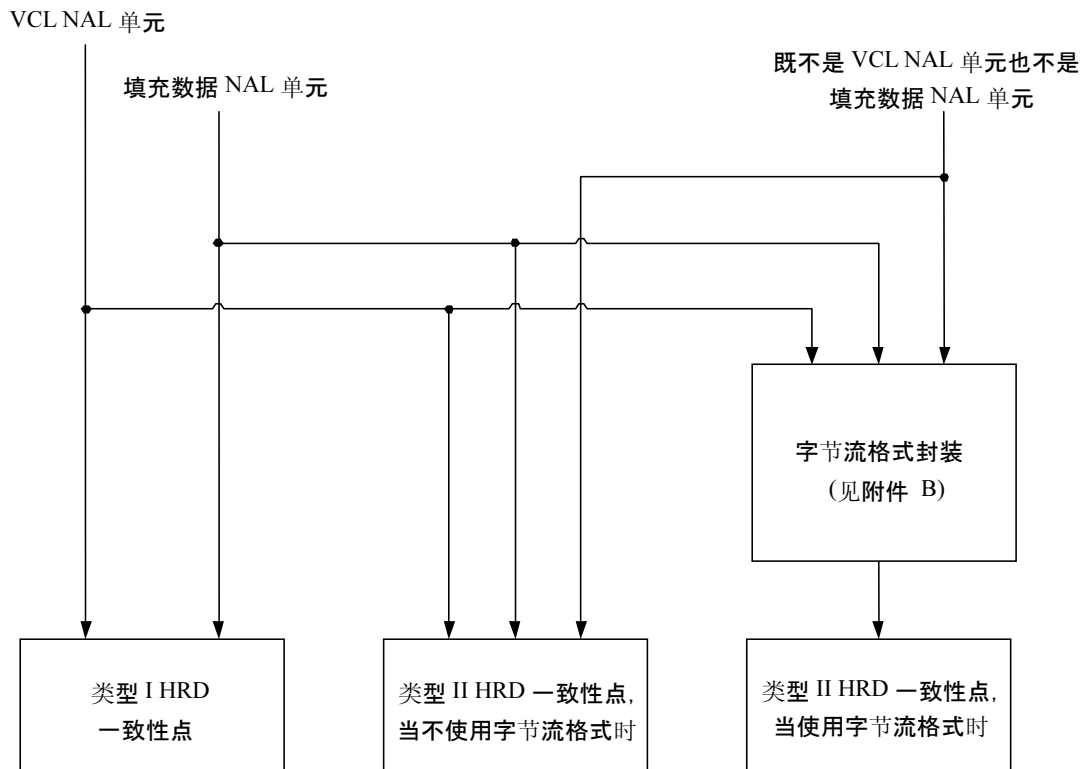 VCL NAL 单元
填充数据 NAL 单元
既不是 VCL NAL 单元也不是
填充数据 NAL 单元
字节流格式封装
(见附件 B)
类型 I HRD
一致性点
类型 II HRD 一致性点,
当不使用字节流格式时
类型 II HRD 一致性点,
当使用字节流格式时